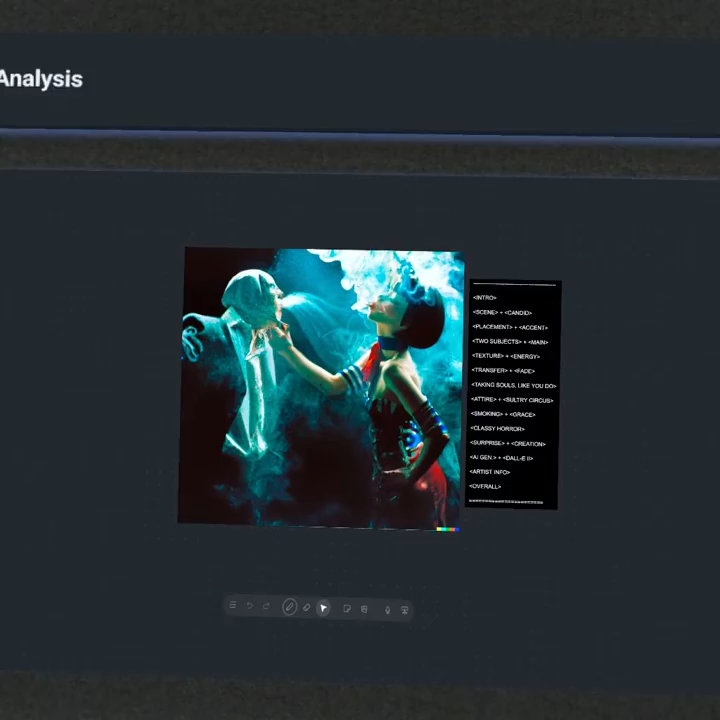 Analysis
<INTRO>
<SCENE> + <CANDID>
<PLACEMENT> + <ACCENT>
<TWO SUBJECTS> + <MAIN>
<TEXTURE> + <ENERGY>
<TRANSFER> + <FADE>
<TAKING SOULS, LIKE YOU DO>
<ATTIRE> + <SULTRY CIRCUS>
<SMOKING> + <GRACE>
<CLASSY HORROR>
<SURPRISE> + <CREATION>
<AI GEN.> + <DALL-E II>
<ARTIST INFO>
<OVERALL>